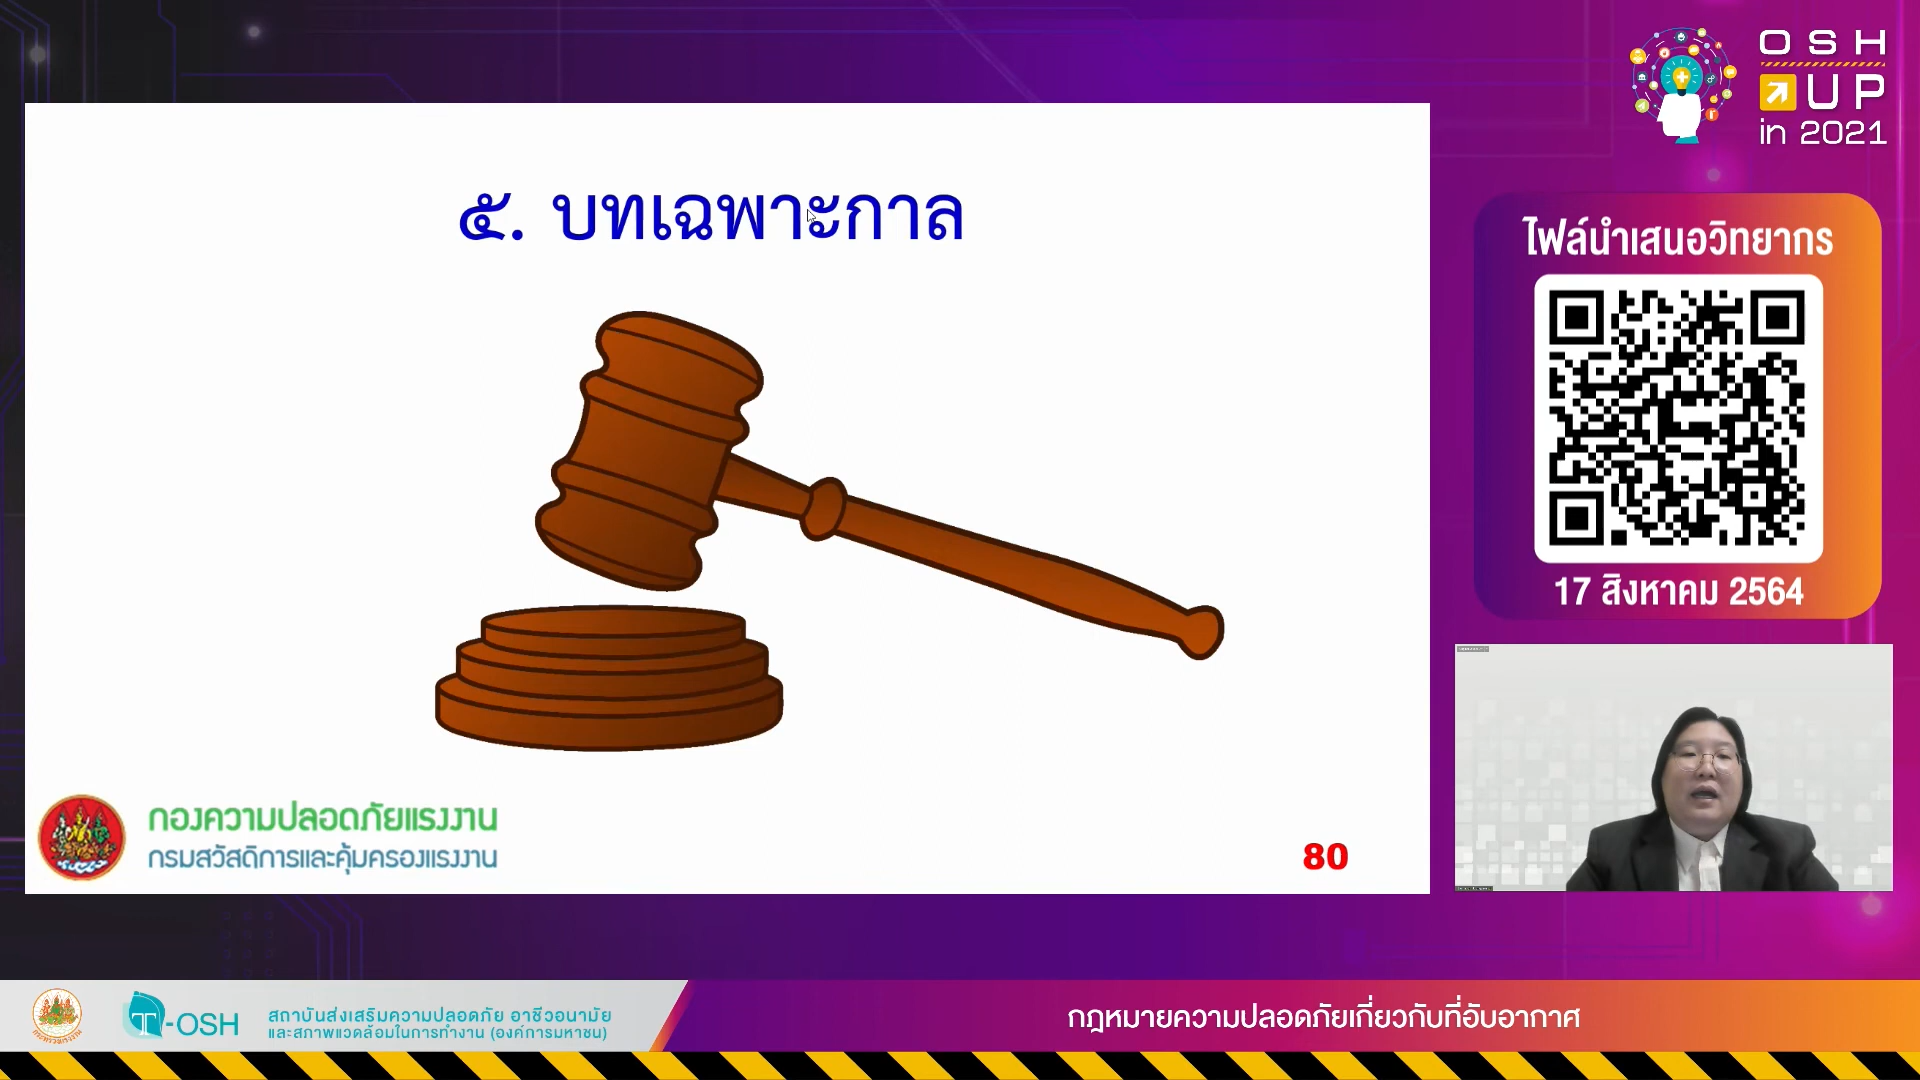 OSH
UP
in 2021
๕. บทเฉพาะกาล
ไฟล์นำเสนอวิทยากร
17 สิงหาคม 2564
กองความปลอดภัยแรงงาน
กรมสวัสดิการและคุ้มครองแรงงาน
80
T-OSH
สถาบันส่งเสริมความปลอดภัย อาชีวอนามัย
และสภาพแวดล้อมในการทำงาน (องค์การมหาชน)
กฎหมายความปลอดภัยเกี่ยวกับที่อับอากาศ